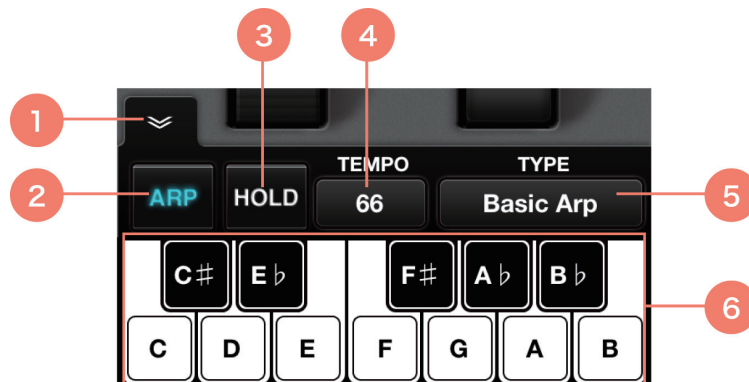 3 4
1
TEMPO TYPE
2 ARP HOLD 66 Basic Arp 5
C♯ E♭ F♯ A♭ B♭
6
C D E F G A B